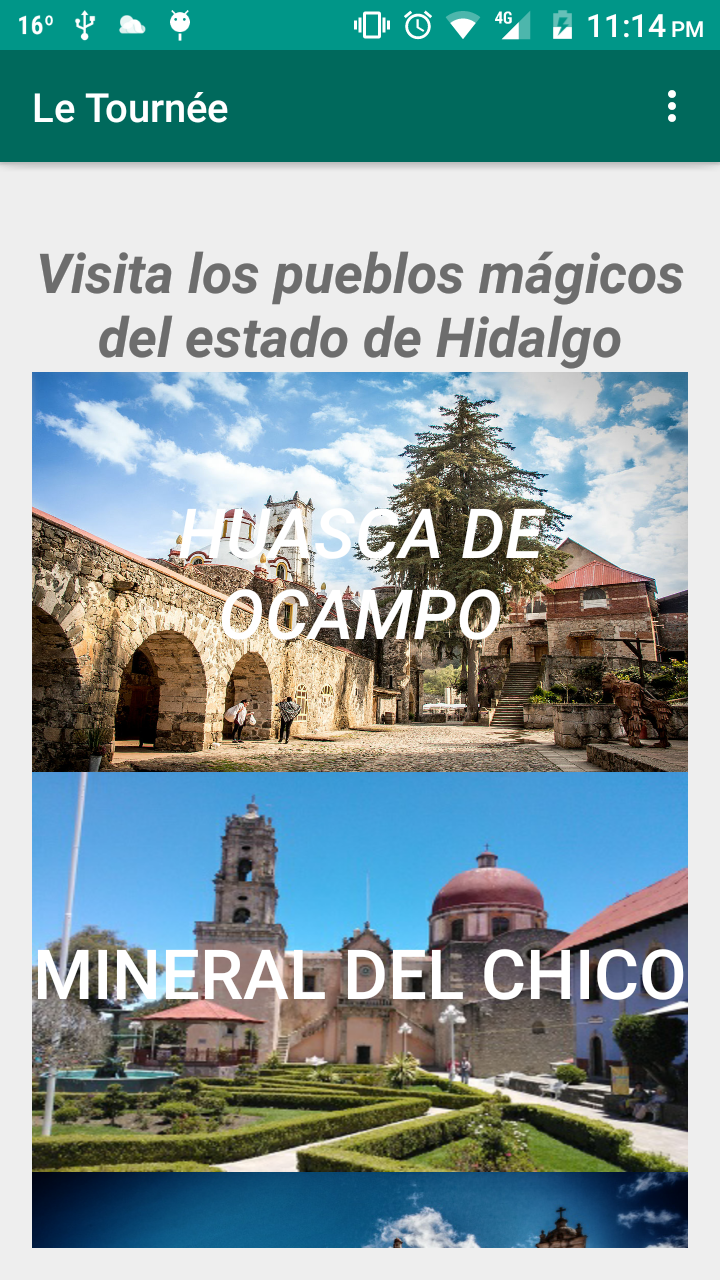 16º 4G 11:14 PM
Le Tournée
Visita los pueblos mágicos
del estado de Hidalgo
HUASCA DE
OCAMPO
MINERAL DEL CHICO